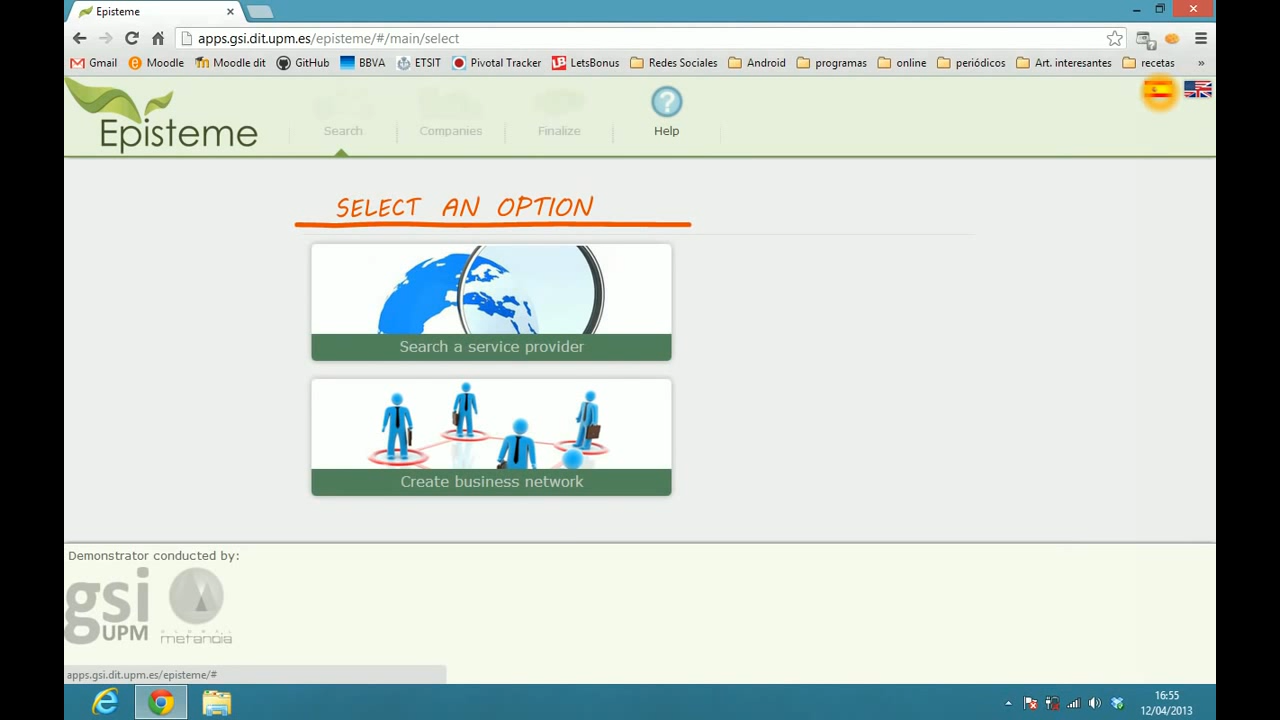 Episteme
apps.gsi.dit.upm.es/episteme/#/main/select
Gmail Moodle Moodle dit GitHub BBVA ETSIT Pivotal Tracker LetsBonus Redes Sociales Android programas online periódicos Art. interesantes recetas »
Episteme
Search Companies Finalize Help
SELECT AN OPTION
Search a service provider
Create business network
Demonstrator conducted by:
gsi
UPM
GLOBAL
metanoia
apps.gsi.dit.upm.es/episteme/#
16:55
12/04/2013